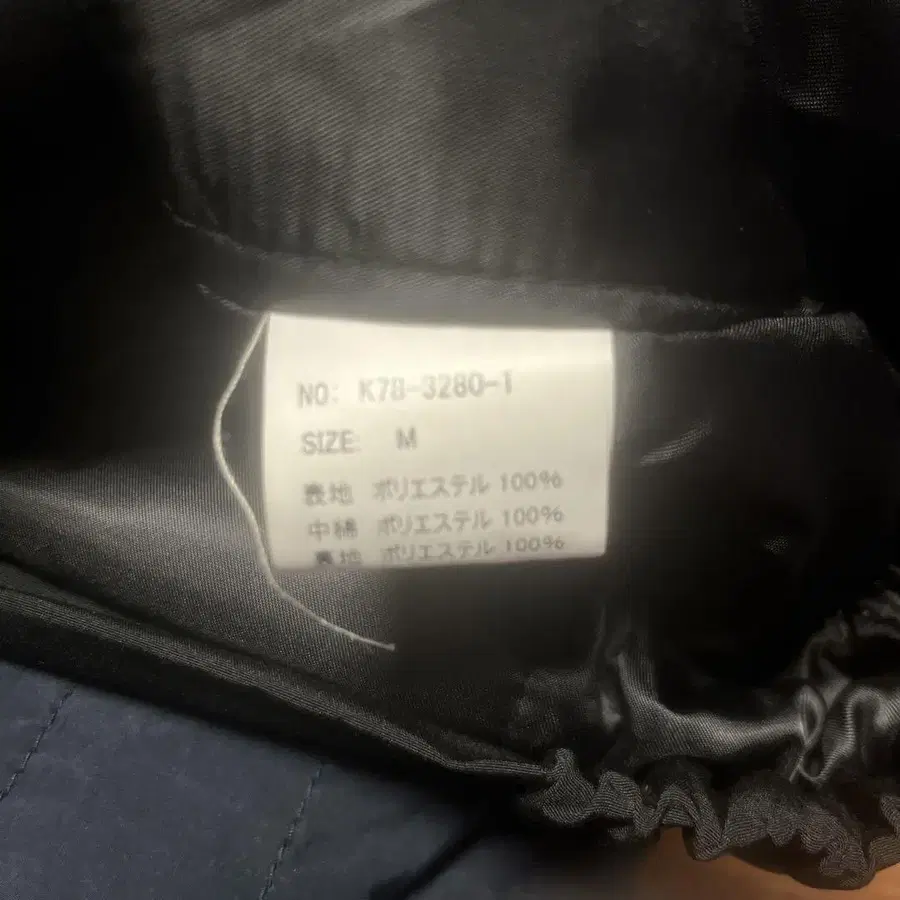 NO: K78-3280-1
SIZE: M
表地 ポリエステル 100%
中綿 ポリエステル 100%
裏地 ポリエステル 100%